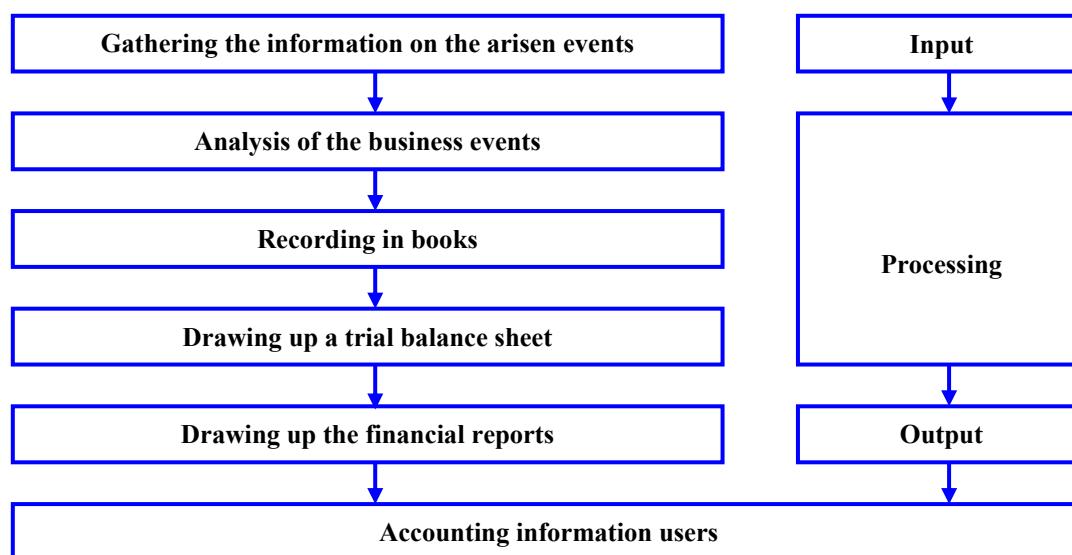 Gathering the information on the arisen events
Input
Analysis of the business events
Recording in books
Processing
Drawing up a trial balance sheet
Drawing up the financial reports
Output
Accounting information users